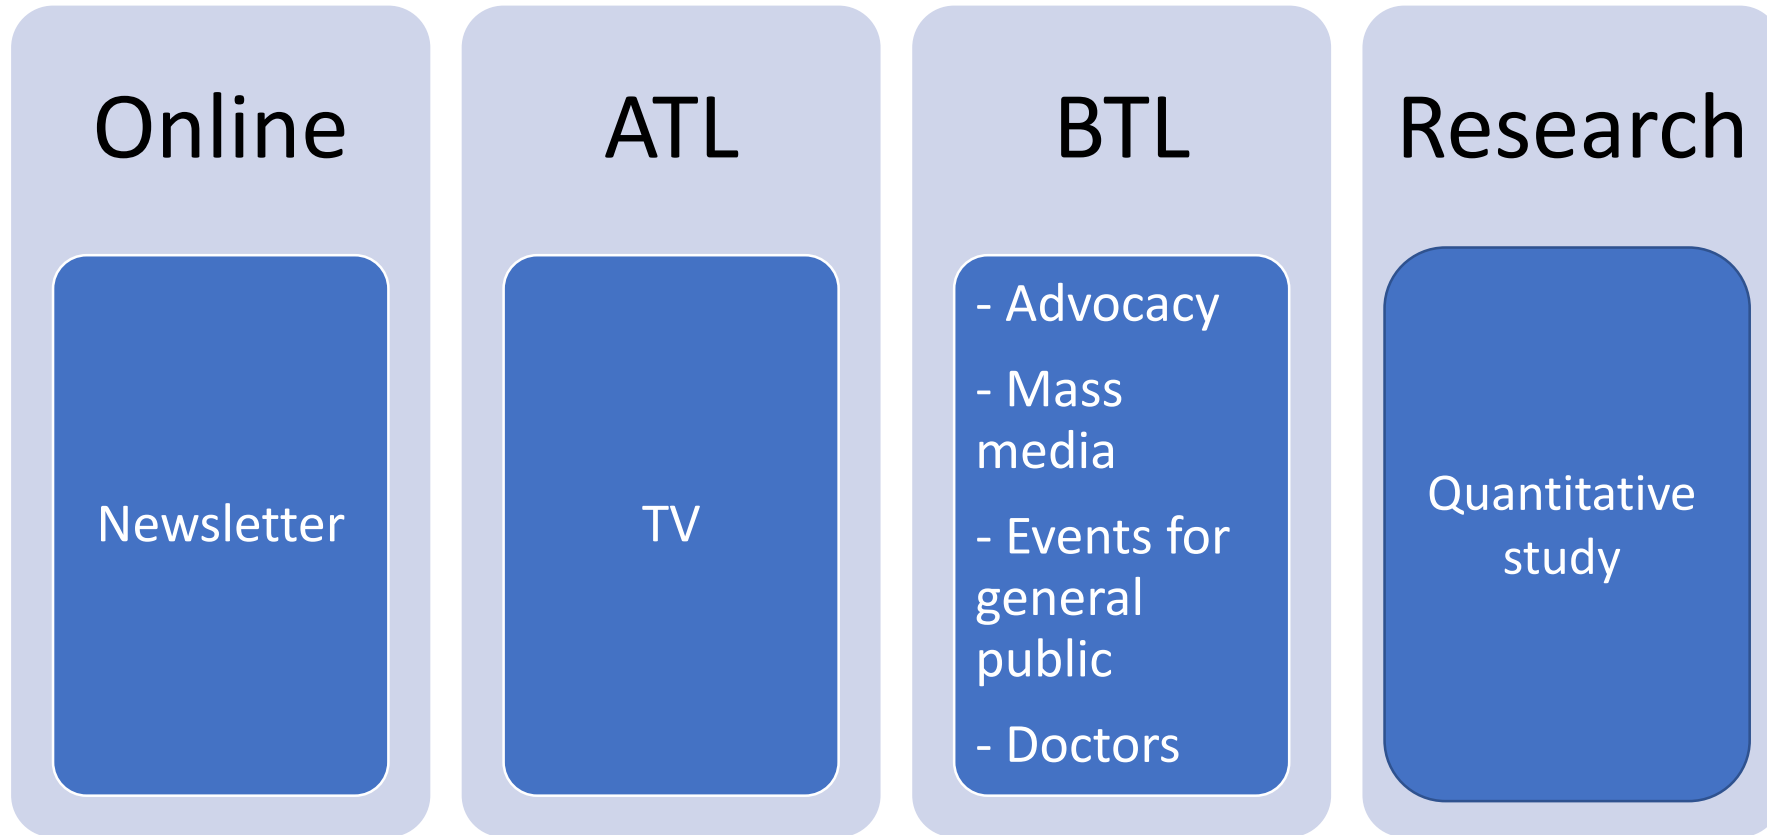 Online
Newsletter
ATL
TV
BTL
- Advocacy
- Mass
media
- Events for
general
public
- Doctors
Research
Quantitative
study